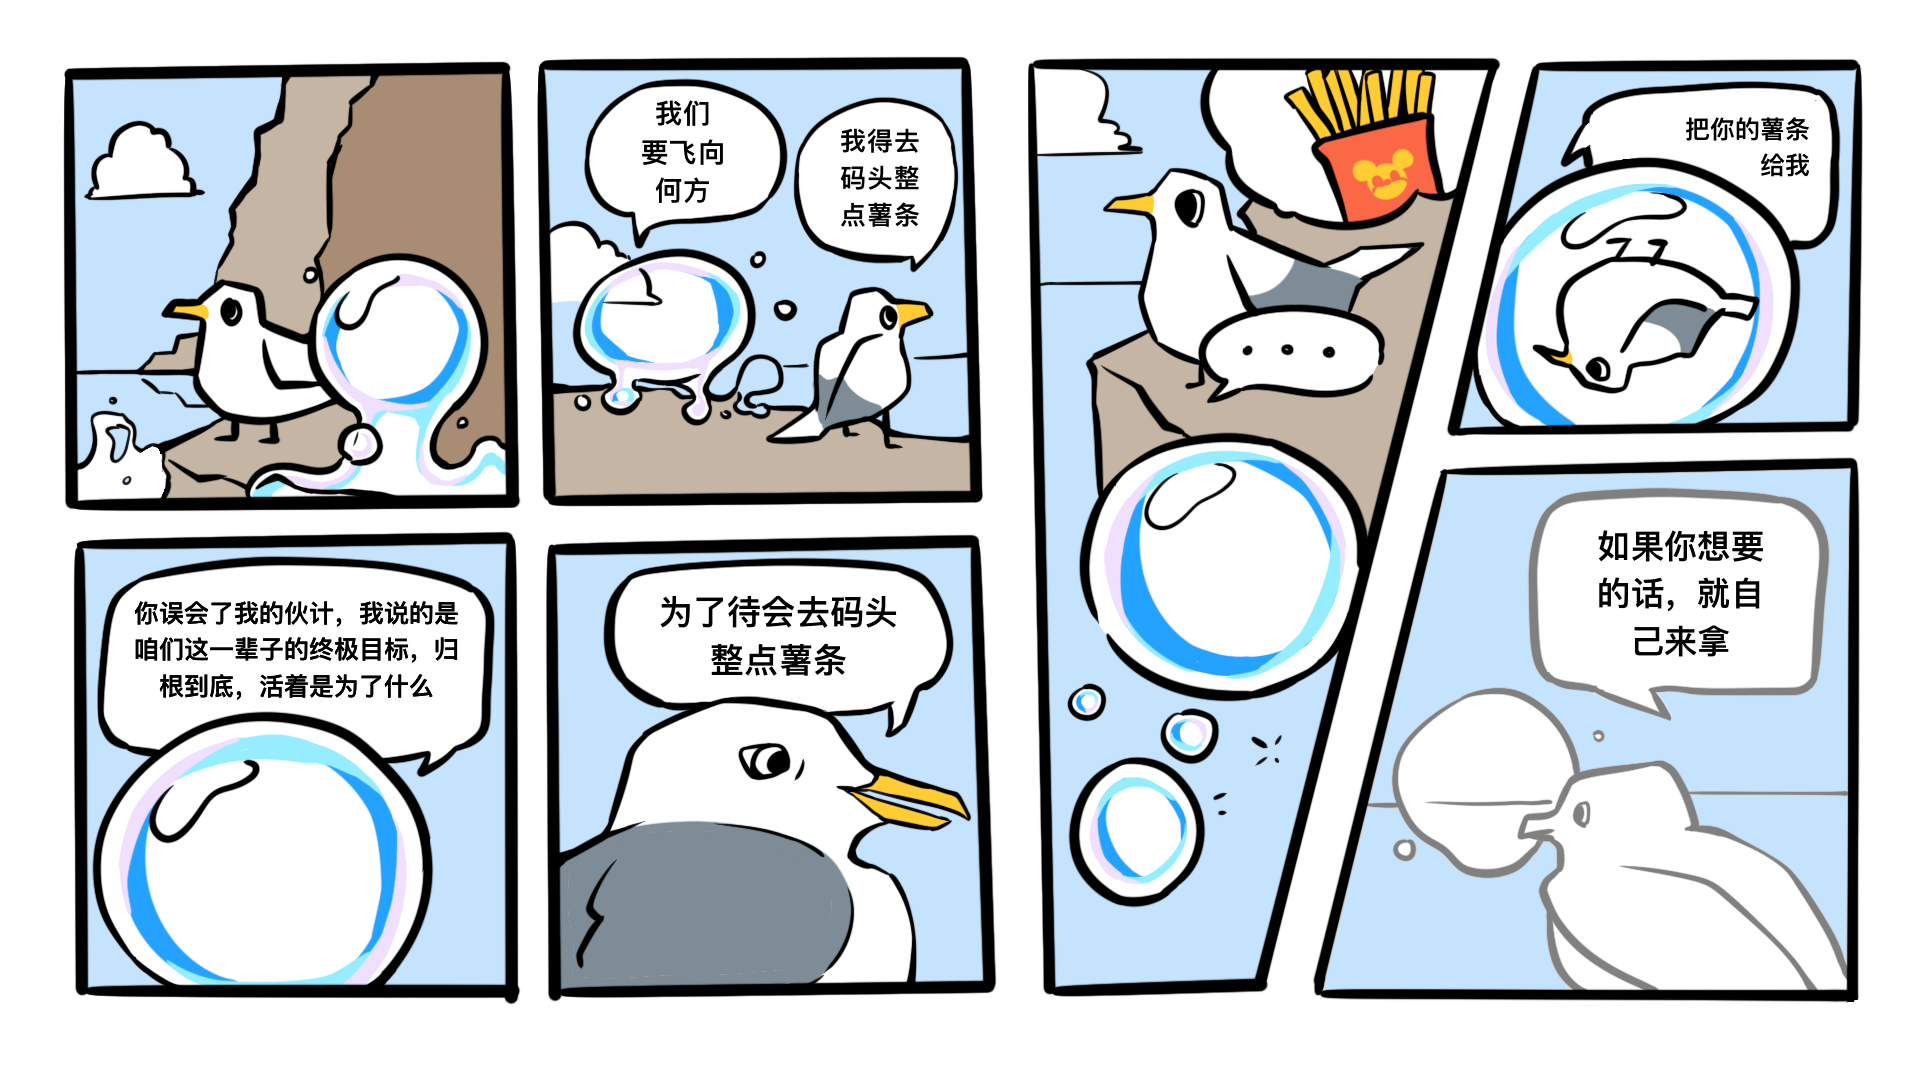 我们
要飞向
何方
我得去
码头整
点薯条
你误会了我的伙计，我说的是
咱们这一辈子的终极目标，归
根到底，活着是为了什么
为了待会去码头
整点薯条
...
把你的薯条
给我
如果你想要
的话，就自
己来拿